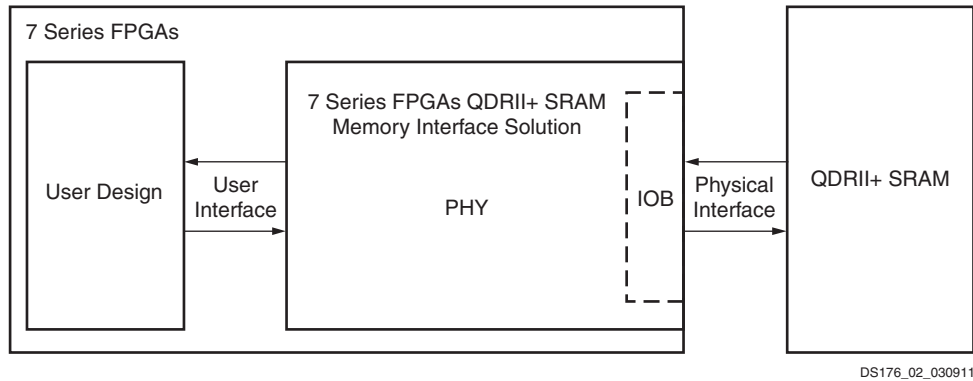 7 Series FPGAs
7 Series FPGAs QDRII+ SRAM
Memory Interface Solution
User Design
User
Interface
PHY
IOB
Physical
Interface
QDRII+ SRAM
DS176_02_030911